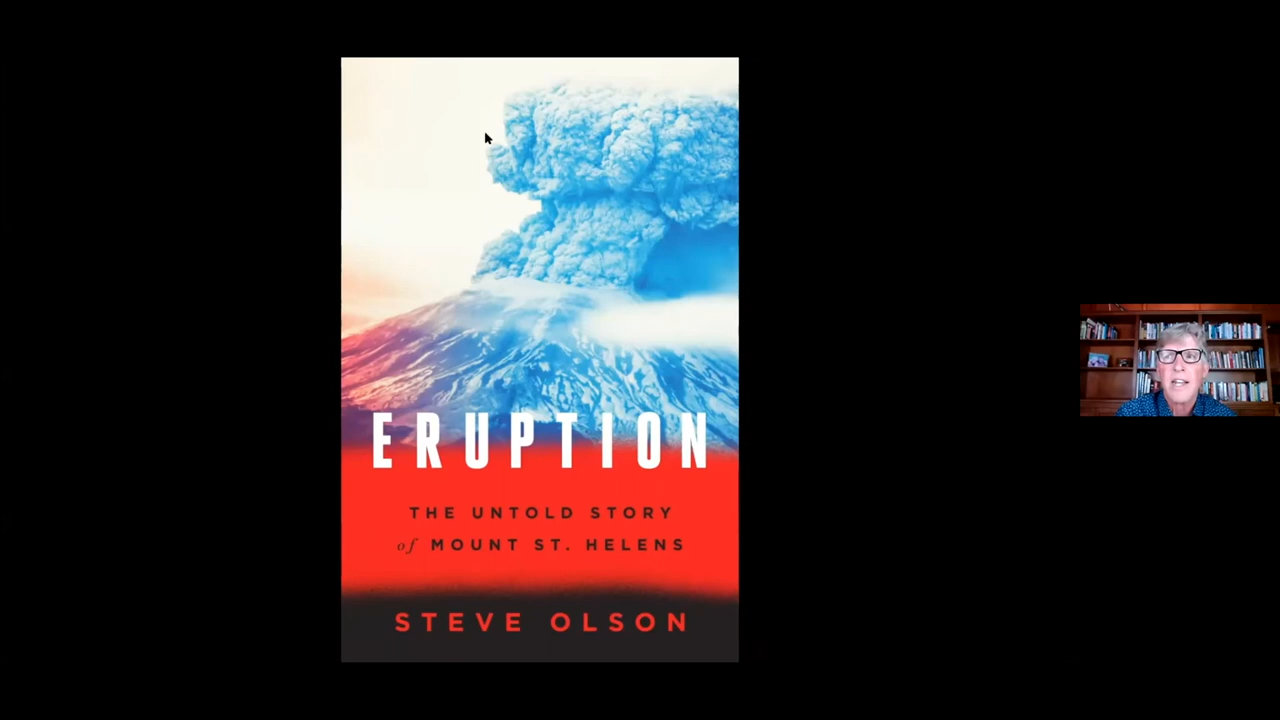 ERUPTION
THE UNTOLD STORY
of MOUNT ST. HELENS
STEVE OLSON